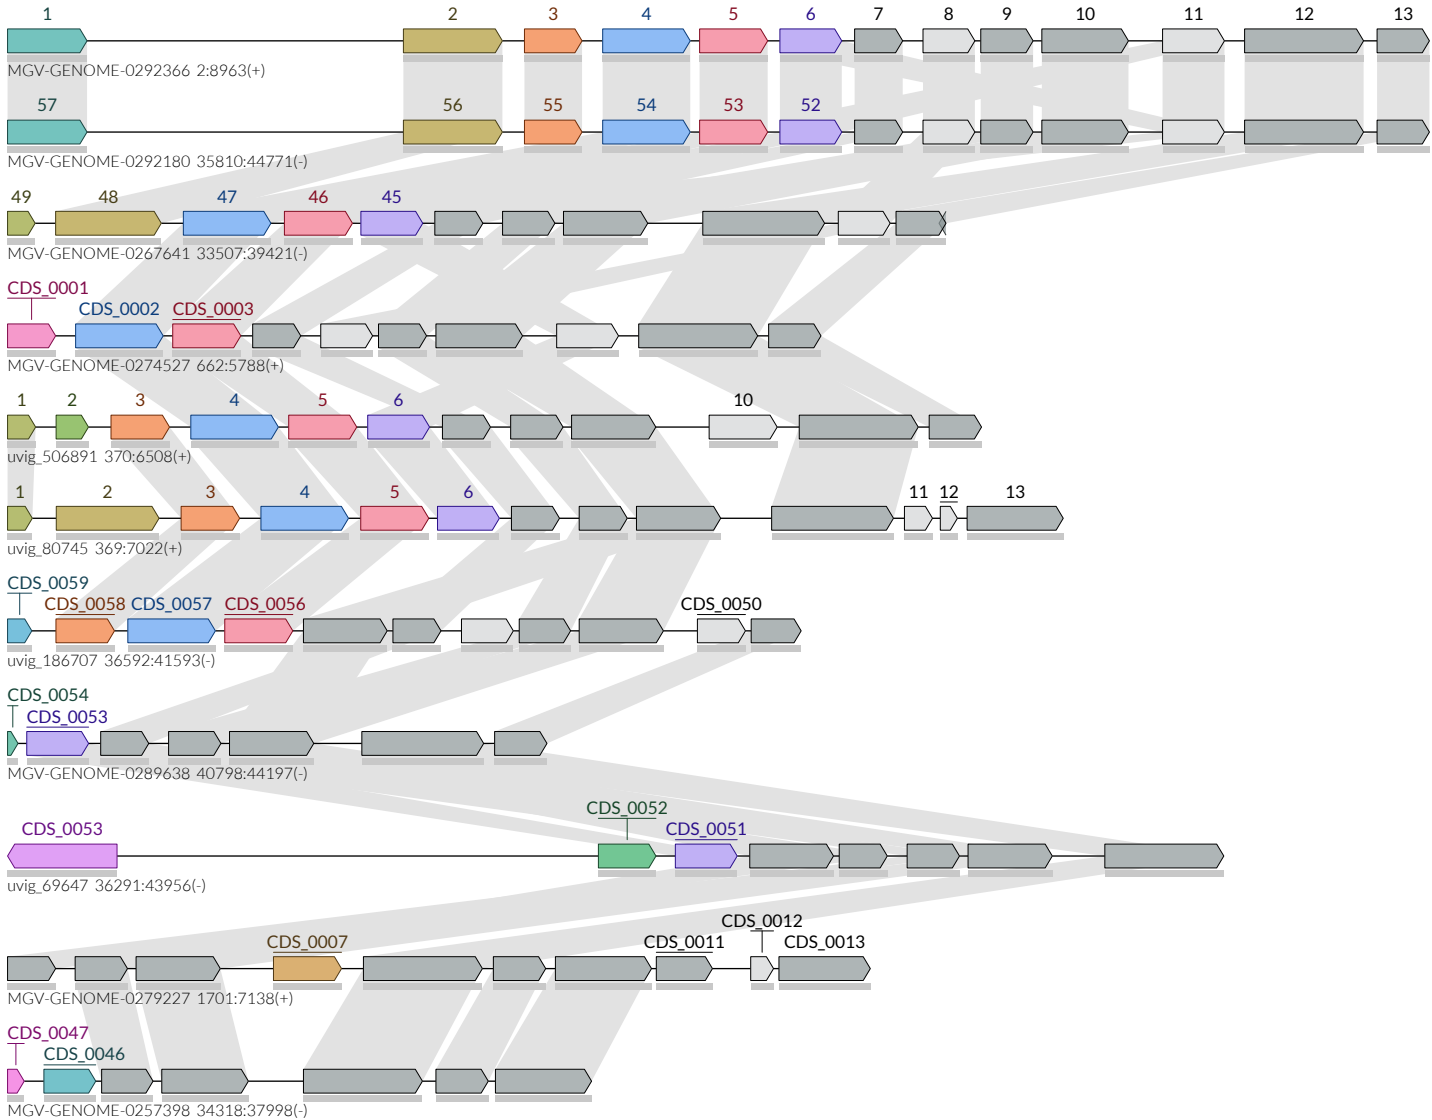 1 2 3 4 5 6 7 8 9 10 11 12 13
MGV-GENOME-0292366 2:8963(+)
57 56 55 54 53 52
MGV-GENOME-0292180 35810:44771(-)
49 48 47 46 45
MGV-GENOME-0267641 33507:39421(-)
CDS_0001
CDS_0002 CDS_0003
MGV-GENOME-0274527 662:5788(+)
1 2 3 4 5 6 10
uvig_506891 370:6508(+)
1 2 3 4 5 6 11 12 13
uvig_80745 369:7022(+)
CDS_0059
CDS_0058 CDS_0057 CDS_0056 CDS_0050
uvig_186707 36592:41593(-)
CDS_0054
CDS_0053
MGV-GENOME-0289638 40798:44197(-)
CDS_0052
CDS_0053 CDS_0051
uvig_69647 36291:43956(-)
CDS_0012
CDS_0007 CDS_0011 CDS_0013
MGV-GENOME-0279227 1701:7138(+)
CDS_0047
CDS_0046
MGV-GENOME-0257398 34318:37998(-)